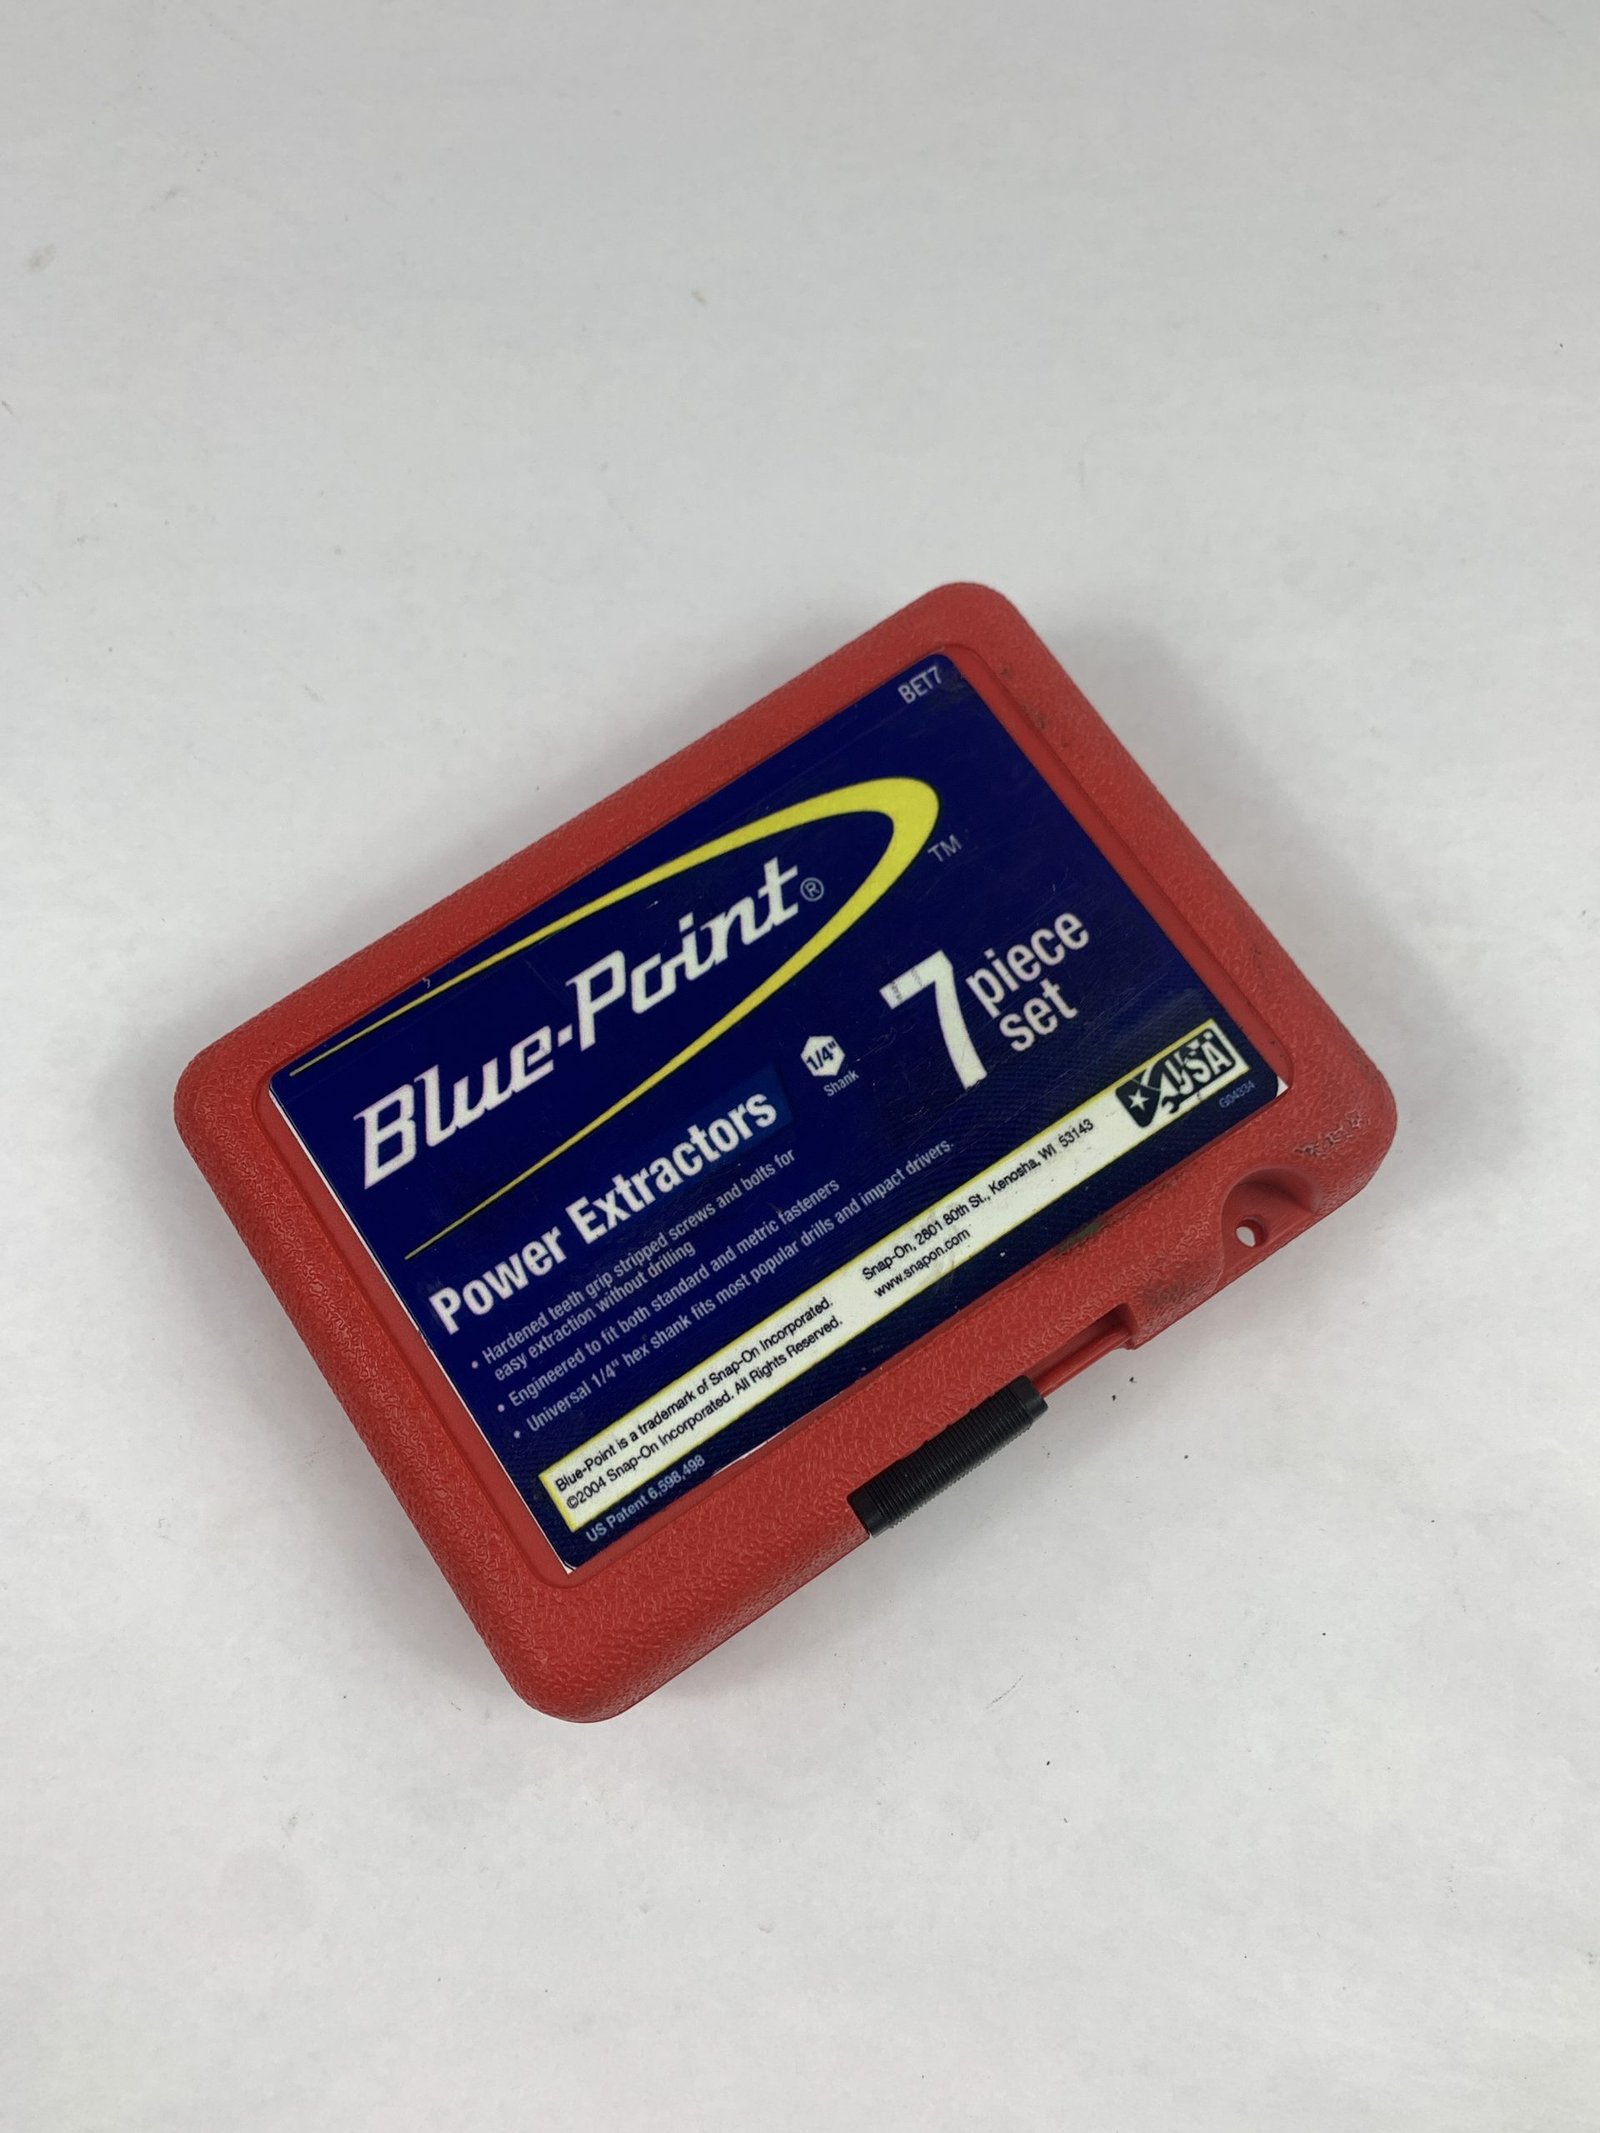 BET7
Blue-Point®
TM
Power Extractors
1/4"
Shank
7 piece
set
• Hardened teeth grip stripped screws and bolts for
easy extraction without drilling
• Engineered to fit both standard and metric fasteners
• Universal 1/4" hex shank fits most popular drills and impact drivers.
Blue-Point is a trademark of Snap-On Incorporated.
©2004 Snap-On Incorporated. All Rights Reserved.
Snap-On, 2801 80th St., Kenosha, WI 53143
www.snapon.com
USA
US Patent 6,598,498
G04334